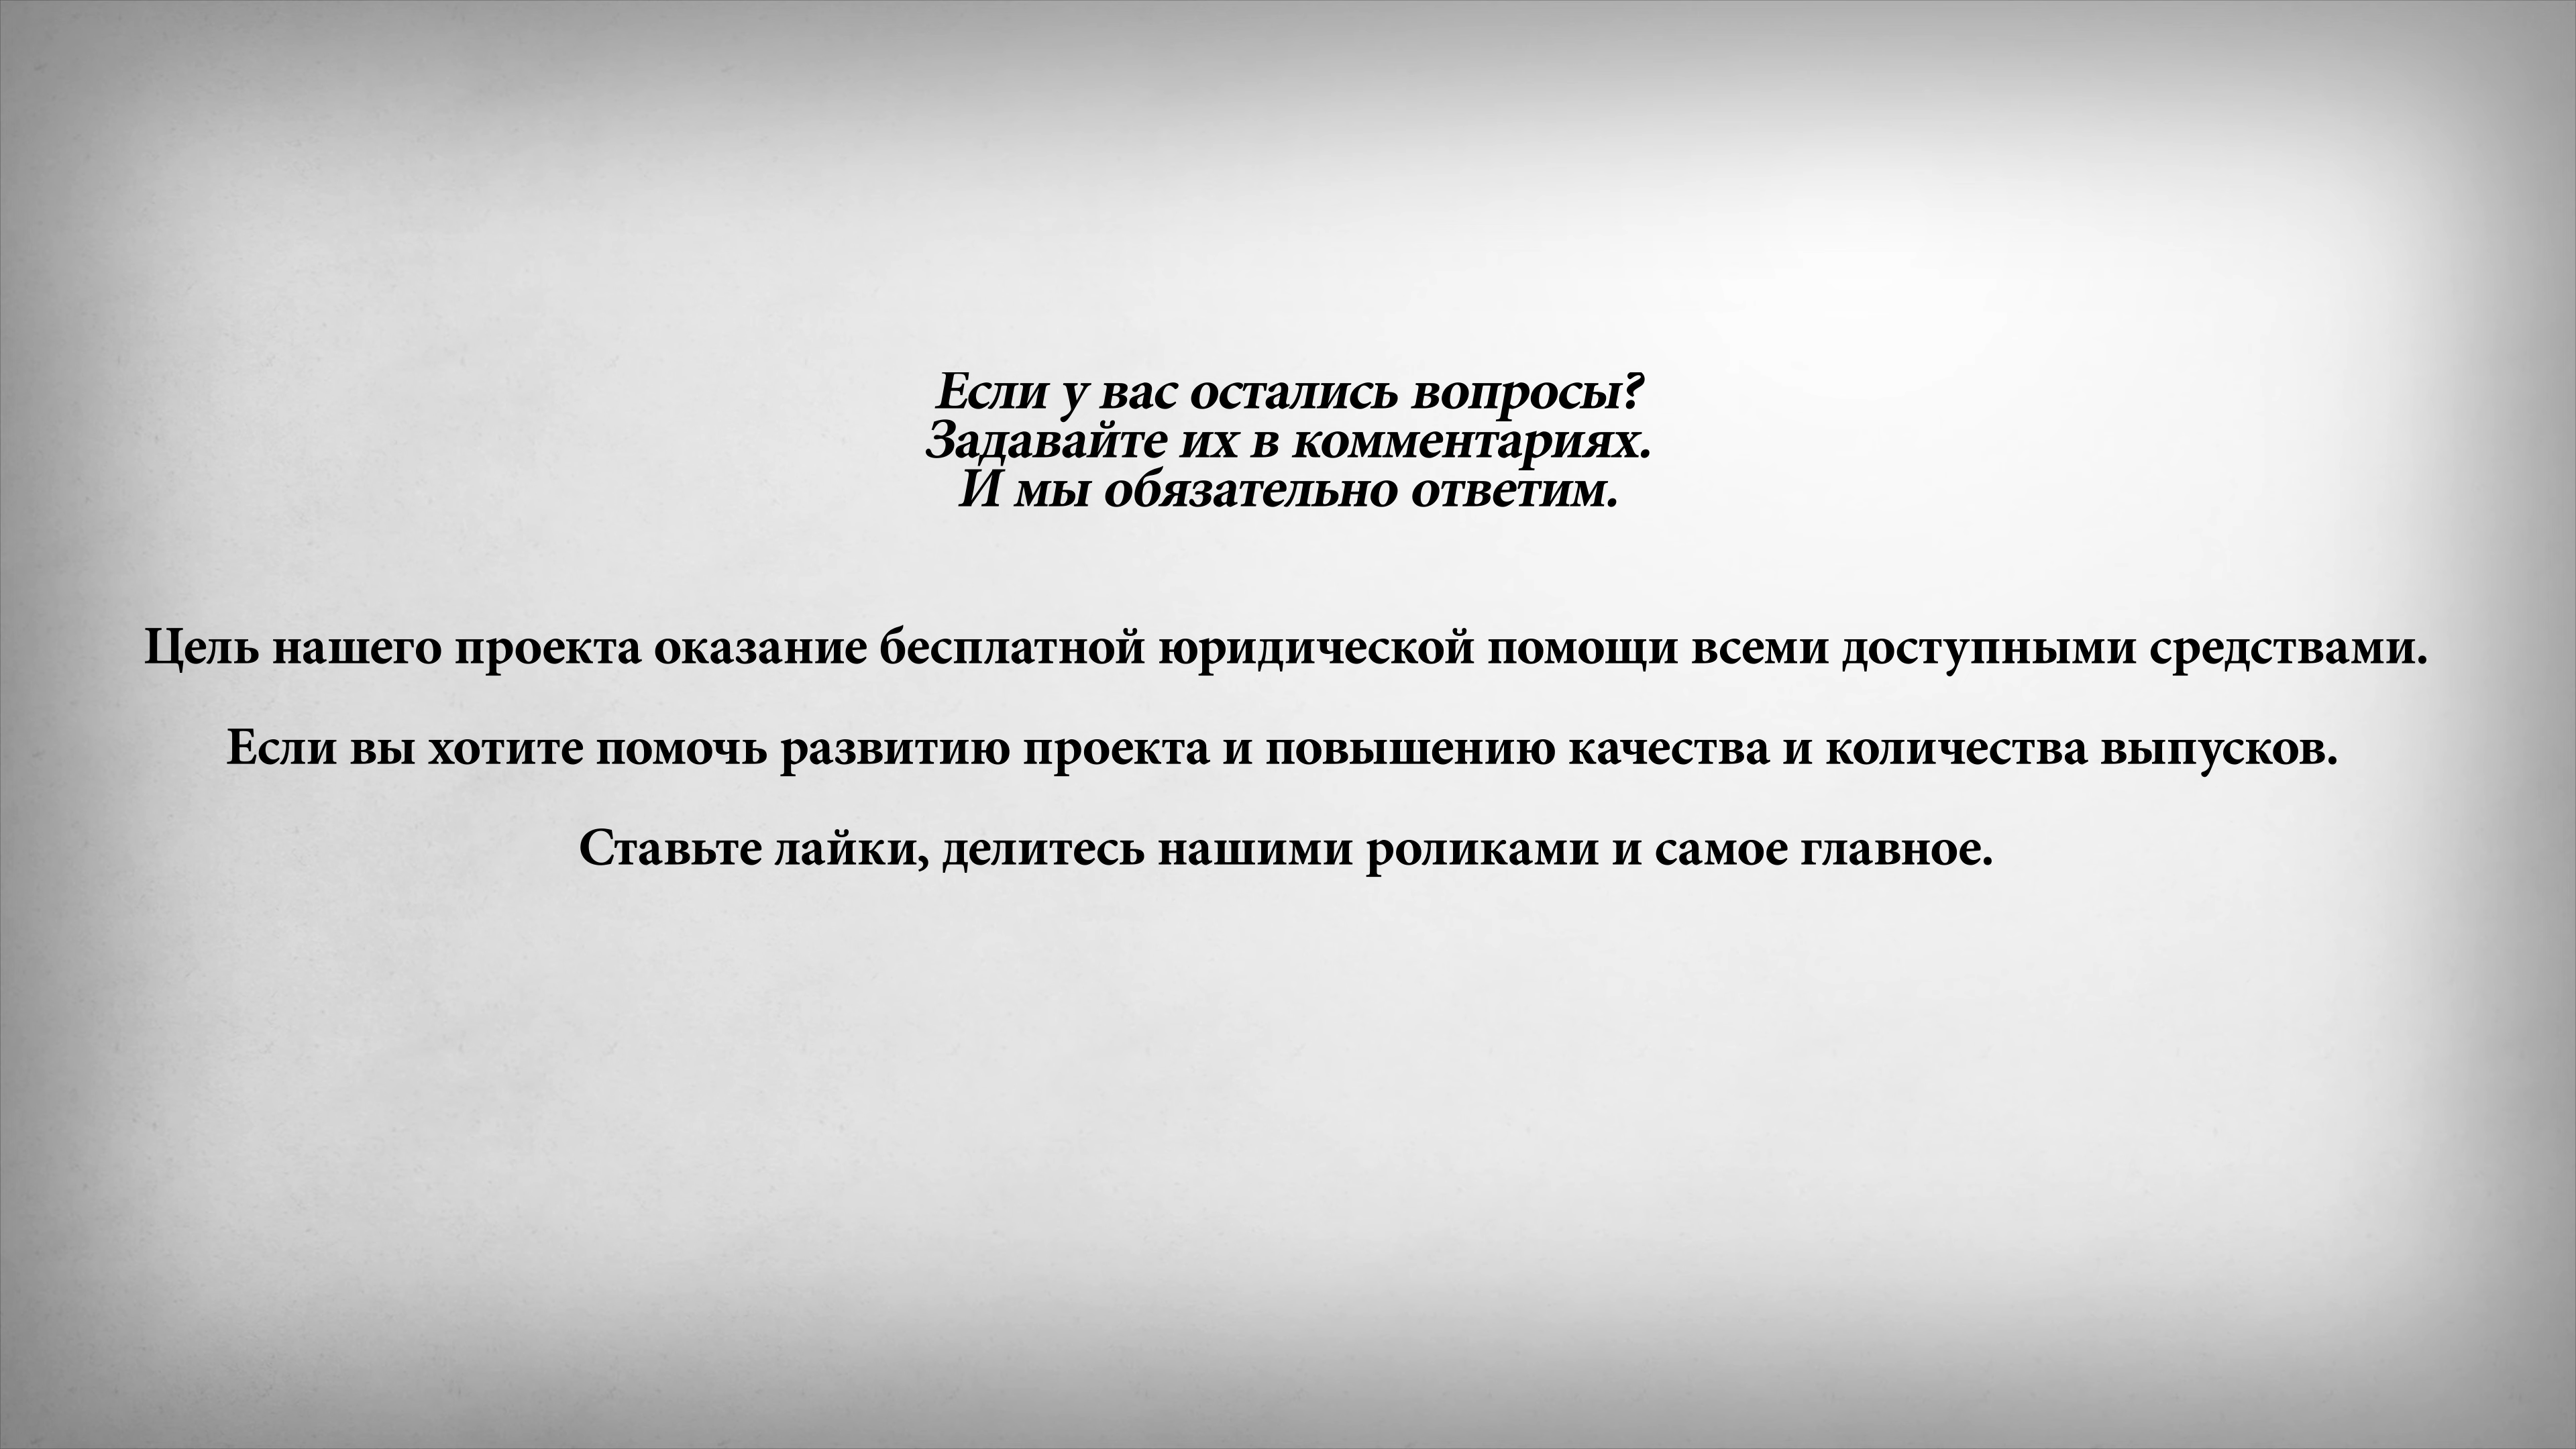 Если у вас остались вопросы?
Задавайте их в комментариях.
И мы обязательно ответим.
Цель нашего проекта оказание бесплатной юридической помощи всеми доступными средствами.
Если вы хотите помочь развитию проекта и повышению качества и количества выпусков.
Ставьте лайки, делитесь нашими роликами и самое главное.